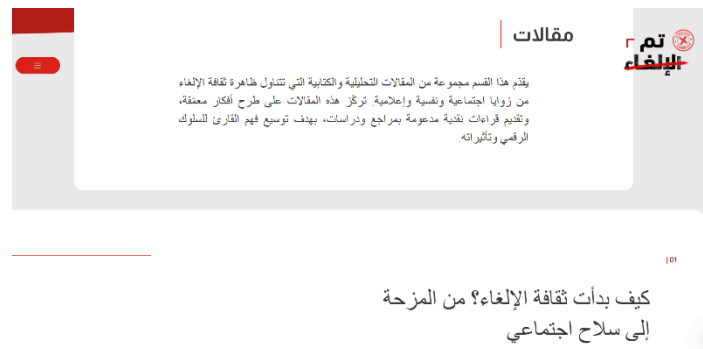 تم
الإلغاء
مقالات
يقدّم هذا القسم مجموعة من المقالات التحليلية والكتابية التي تتناول ظاهرة ثقافة الإلغاء
من زوايا اجتماعية ونفسية وإعلامية. تركّز هذه المقالات على طرح أفكار معمّقة،
وتقديم قراءات نقدية مدعومة بمراجع ودراسات، بهدف توسيع فهم القارئ للسلوك
الرقمي وتأثيراته.
01|
كيف بدأت ثقافة الإلغاء؟ من المزحة
إلى سلاح اجتماعي